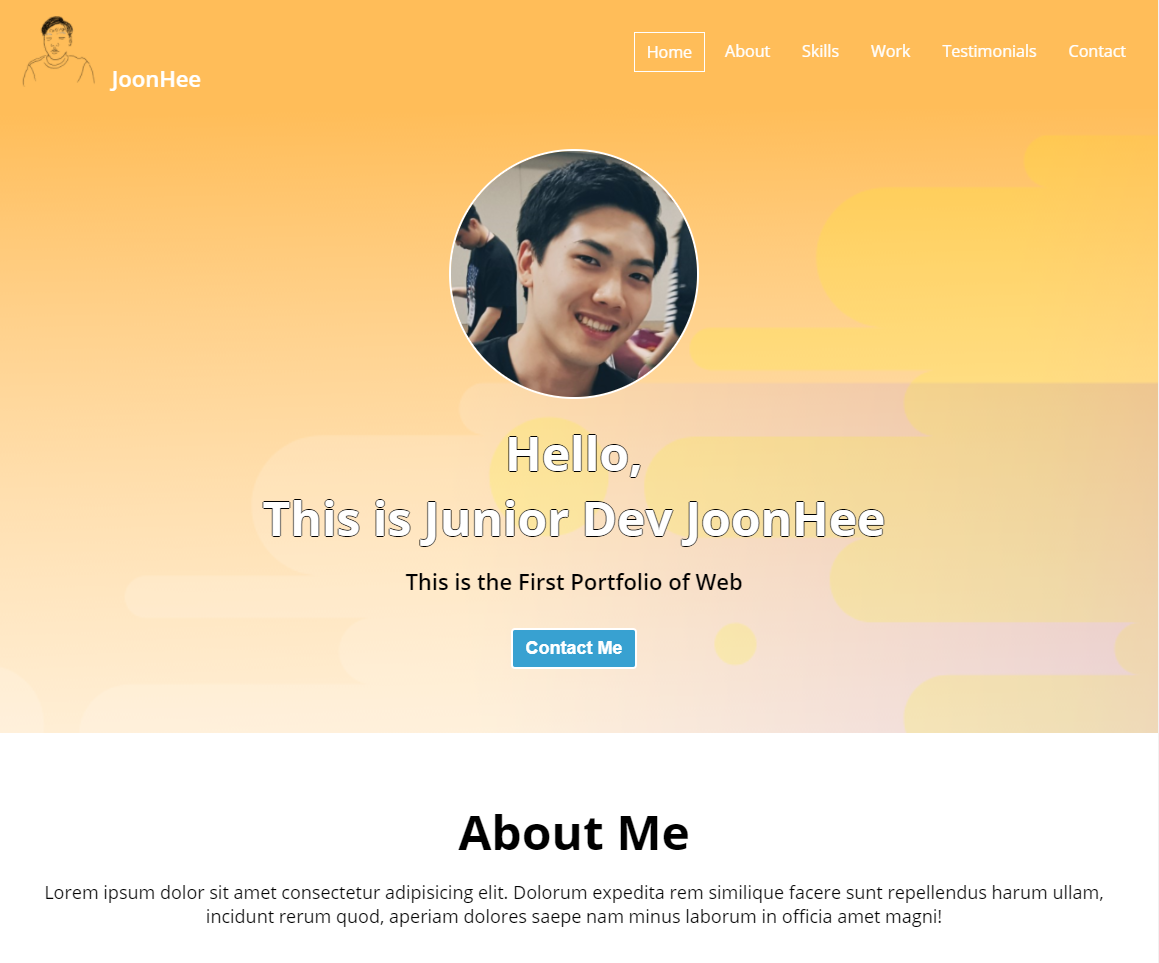 JoonHee
Home About Skills Work Testimonials Contact
Hello,
This is Junior Dev JoonHee
This is the First Portfolio of Web
Contact Me
About Me
Lorem ipsum dolor sit amet consectetur adipisicing elit. Dolorum expedita rem similique facere sunt repellendus harum ullam,
incidunt rerum quod, aperiam dolores saepe nam minus laborum in officia amet magni!